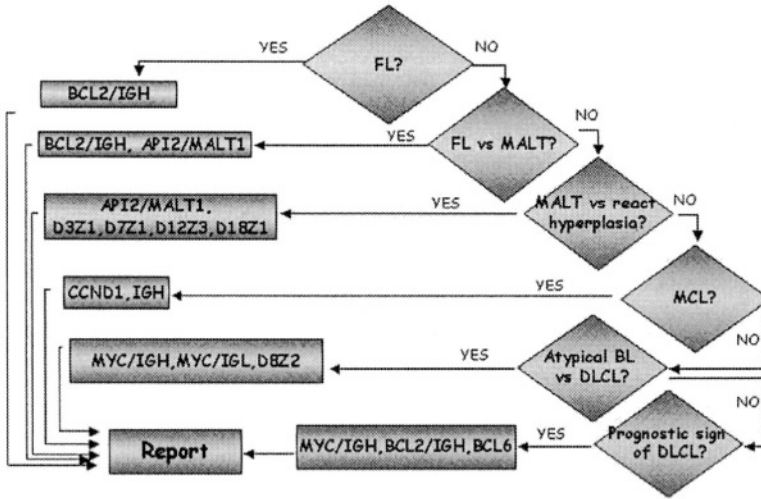 YES
FL?
NO
BCL2/IGH
YES
FL vs MALT?
NO
BCL2/IGH, API2/MALT1
API2/MALT1,
D3Z1,D7Z1,D12Z3,D18Z1
YES
MALT vs react
hyperplasia?
NO
CCND1,IGH
YES
MCL?
NO
MYC/IGH,MYC/IGL,D8Z2
YES
Atypical BL
vs DLCL?
NO
Report
MYC/IGH,BCL2/IGH,BCL6
YES
Prognostic sign
of DLCL?